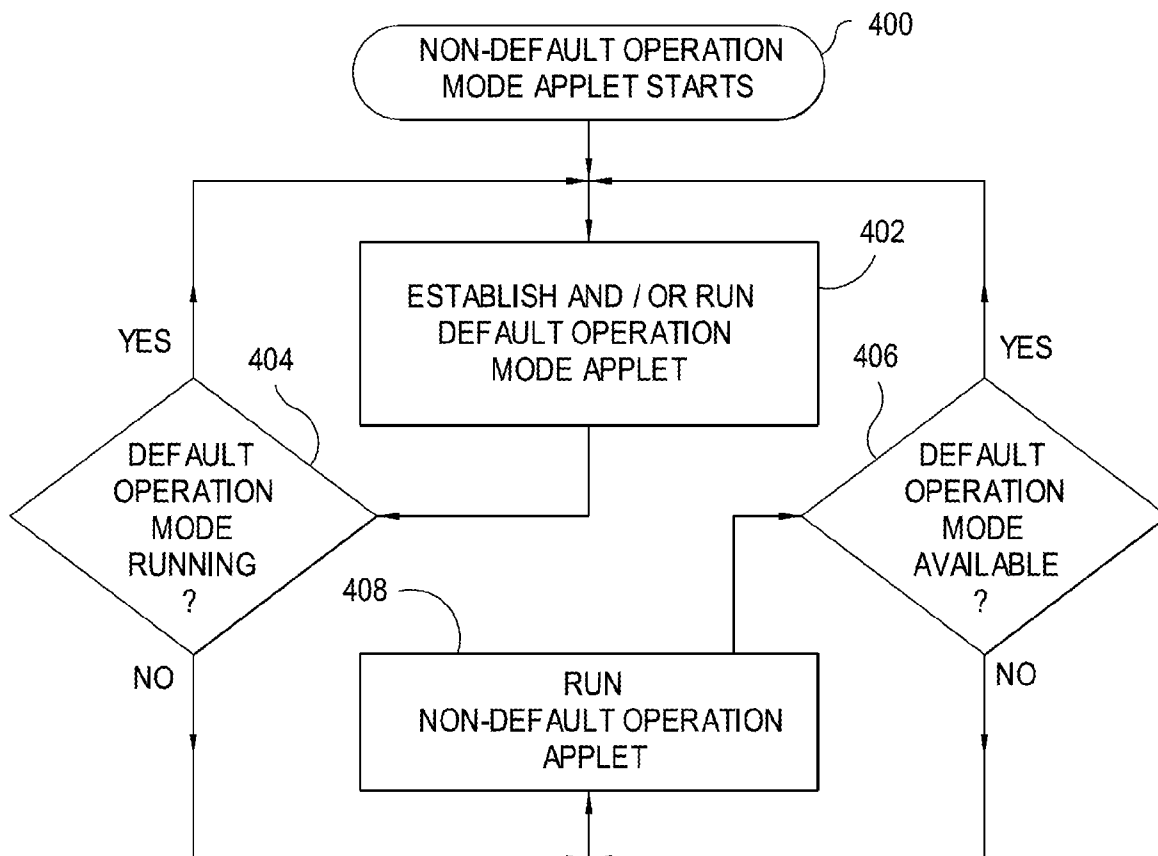 400
NON-DEFAULT OPERATION
MODE APPLET STARTS
402
ESTABLISH AND / OR RUN
DEFAULT OPERATION
MODE APPLET
YES
404
DEFAULT
OPERATION
MODE
RUNNING
?
NO
YES
406
DEFAULT
OPERATION
MODE
AVAILABLE
?
NO
408
RUN
NON-DEFAULT OPERATION
APPLET